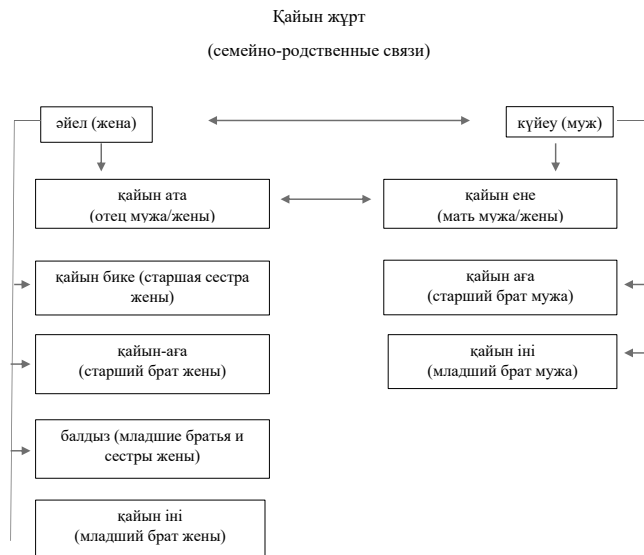 Қайын жұрт
(семейно-родственные связи)
әйел (жена)
күйеу (муж)
қайын ата
(отец мужа/жены)
қайын ене
(мать мужа/жены)
қайын бике (старшая сестра
жены)
қайын аға
(старший брат мужа)
қайын-аға
(старший брат жены)
қайын іні
(младший брат мужа)
балдыз (младшие братья и
сестры жены)
қайын іні
(младший брат жены)